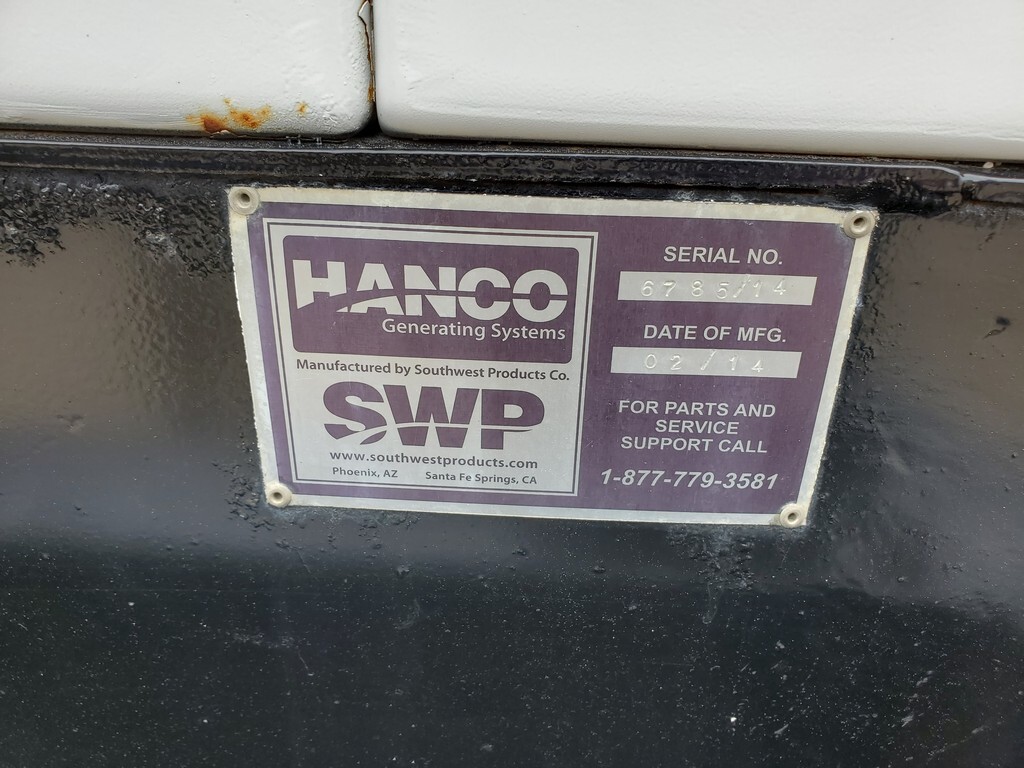 HANCO
Generating Systems
Manufactured by Southwest Products Co.
SWP
www.southwestproducts.com
Phoenix, AZ Santa Fe Springs, CA
SERIAL NO.
6785/14
DATE OF MFG.
02/14
FOR PARTS AND
SERVICE
SUPPORT CALL
1-877-779-3581